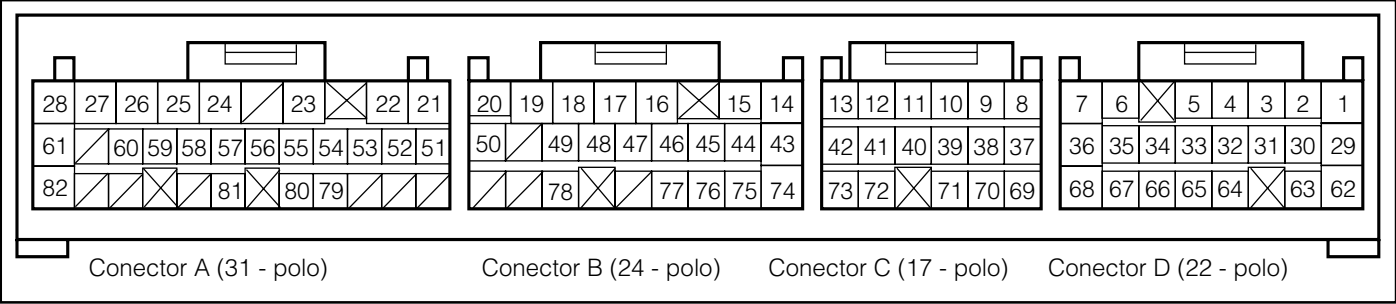 28 27 26 25 24 23 22 21 20 19 18 17 16 15 14 13 12 11 10 9 8 7 6 5 4 3 2 1
61 60 59 58 57 56 55 54 53 52 51 50 49 48 47 46 45 44 43 42 41 40 39 38 37 36 35 34 33 32 31 30 29
82 81 80 79 78 77 76 75 74 73 72 71 70 69 68 67 66 65 64 63 62
Conector A (31 - polo) Conector B (24 - polo) Conector C (17 - polo) Conector D (22 - polo)